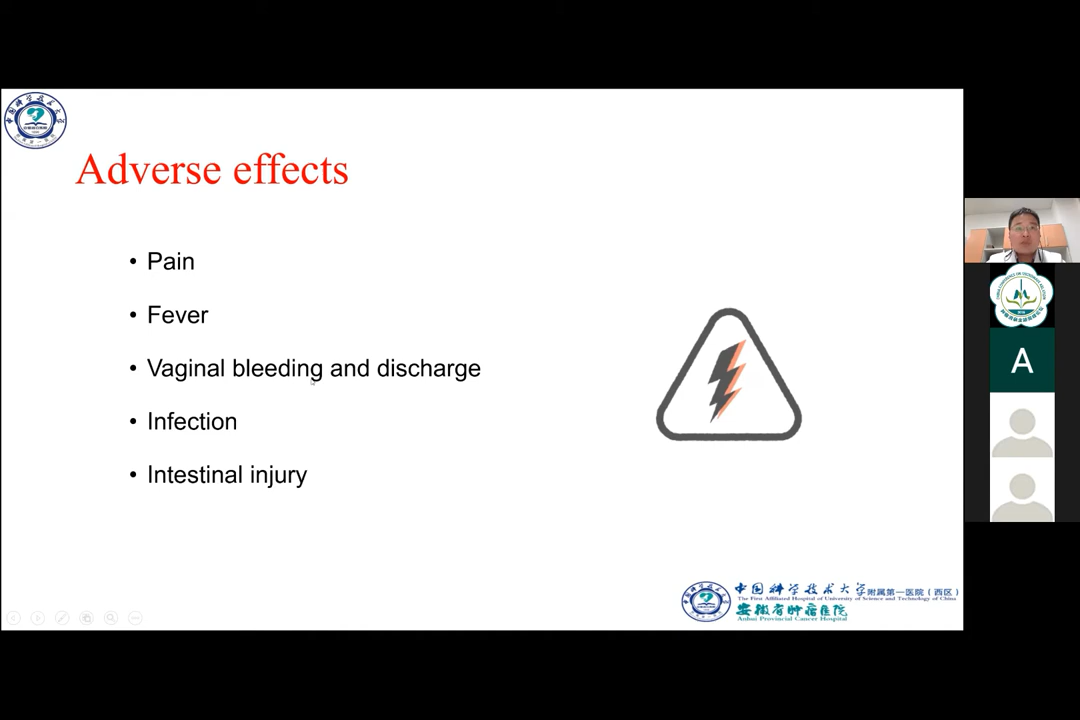 Adverse effects
• Pain
• Fever
• Vaginal bleeding and discharge
• Infection
• Intestinal injury
A
中国科学技术大学附属第一医院(西区)
The First Affiliated Hospital of University of Science and Technology of China
安徽省肿瘤医院
Anhui Provincial Cancer Hospital